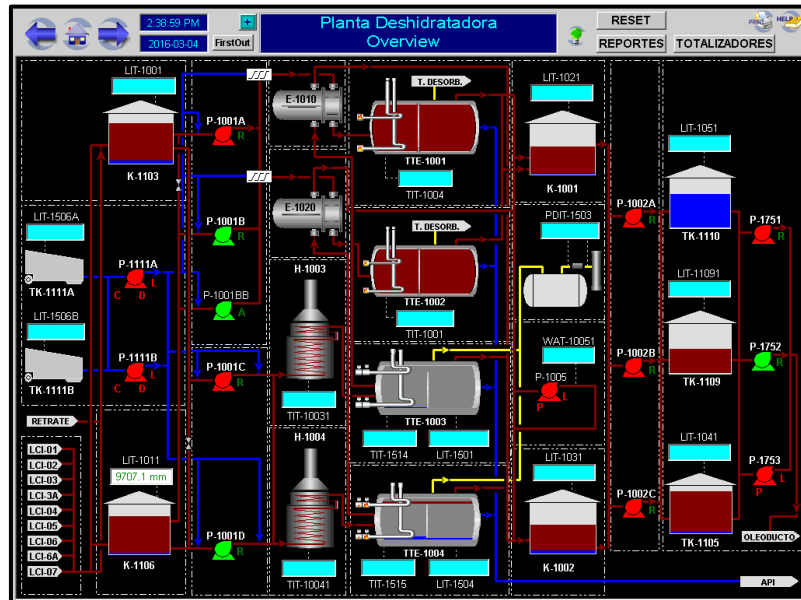 2:38:59 PM
+
2016-03-04
FirstOut
Planta Deshidratadora
Overview
RESET
REPORTES
TOTALIZADORES
PRINT
HELP
LIT-1001
K-1103
LIT-1506A
TK-1111A
LIT-1506B
TK-1111B
P-1111A
C D L
P-1111B
C D L
RETRATE
LCI-01
LCI-02
LCI-03
LCI-3A
LCI-04
LCI-05
LCI-06
LCI-6A
LCI-07
LIT-1011
9707.1 mm
K-1106
P-1001A
R
P-1001B
R
P-1001BB
A
P-1001C
R
P-1001D
R
E-1010
E-1020
H-1003
TIT-10031
H-1004
TIT-10041
T. DESORB.
TTE-1001
TIT-1004
T. DESORB.
TTE-1002
TIT-1001
TTE-1003
TIT-1514
LIT-1501
TTE-1004
TIT-1515
LIT-1504
LIT-1021
K-1001
PDIT-1503
WAT-10051
P-1005
P L
LIT-1031
K-1002
P-1002A
R
P-1002B
R
P-1002C
R
LIT-1051
TK-1110
LIT-11091
TK-1109
LIT-1041
TK-1105
P-1751
R
P-1752
R
P-1753
P L
OLEODUCTO
API